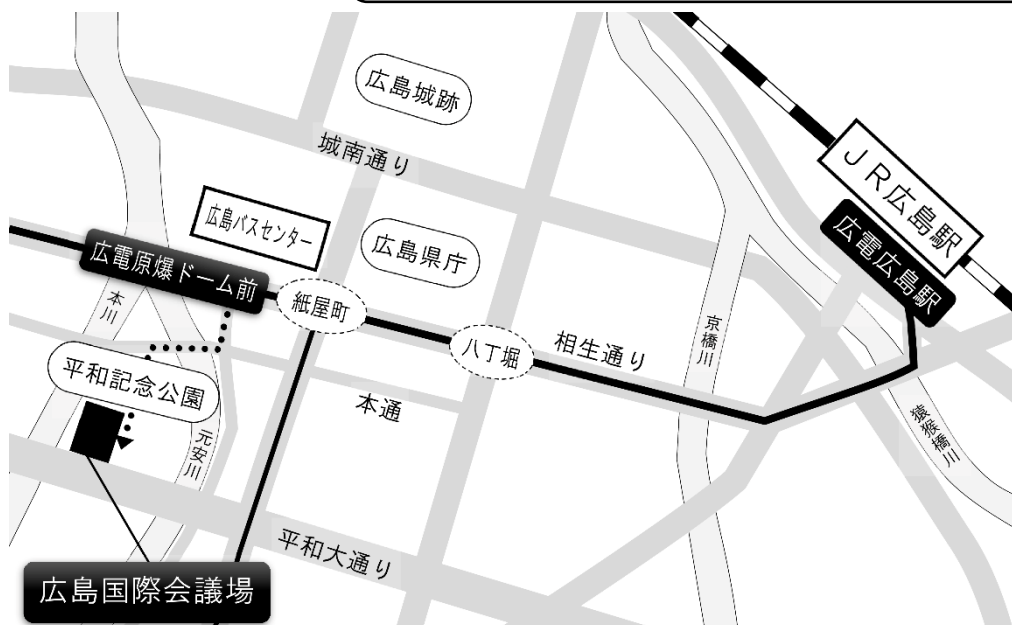 広島城跡
城南通り
JR広島駅
広島バスセンター
広島県庁
広電広島駅
広電原爆ドーム前
本川
紙屋町
八丁堀
相生通り
京橋川
平和記念公園
本通
元安川
猿猴橋川
平和大通り
広島国際会議場